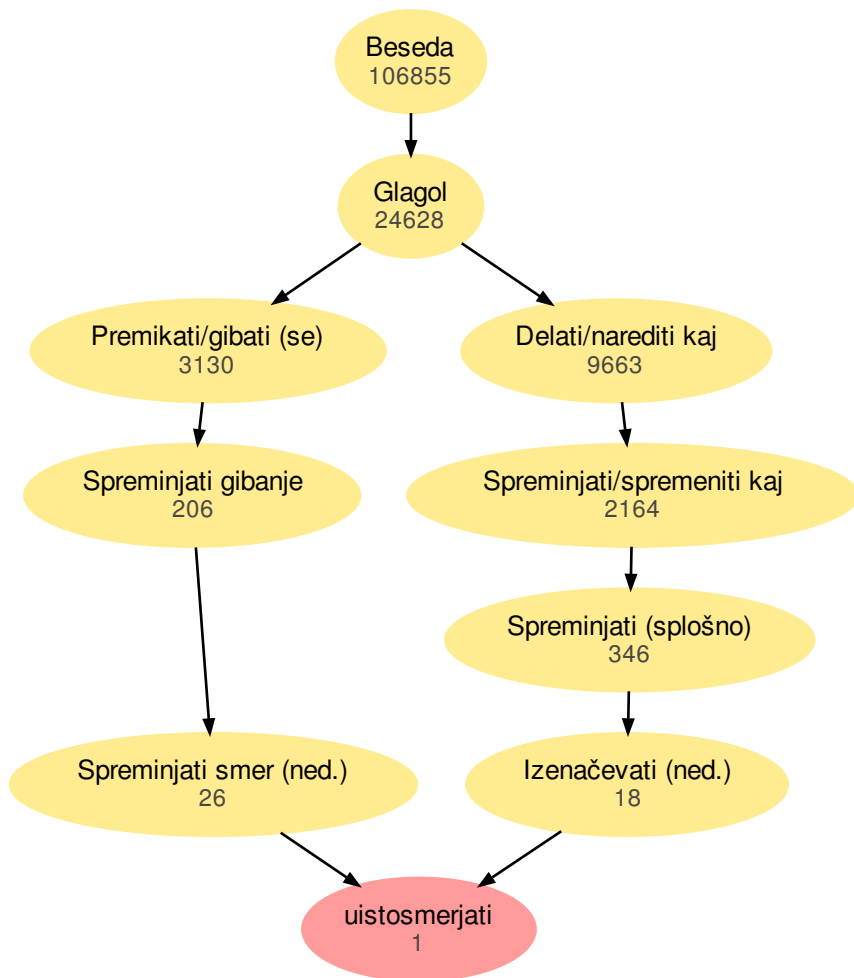 Beseda
106855
Glagol
24628
Premikati/gibati (se)
3130
Delati/narediti kaj
9663
Spreminjati gibanje
206
Spreminjati/spremeniti kaj
2164
Spreminjati (splošno)
346
Spreminjati smer (ned.)
26
Izenačevati (ned.)
18
uistosmerjati
1